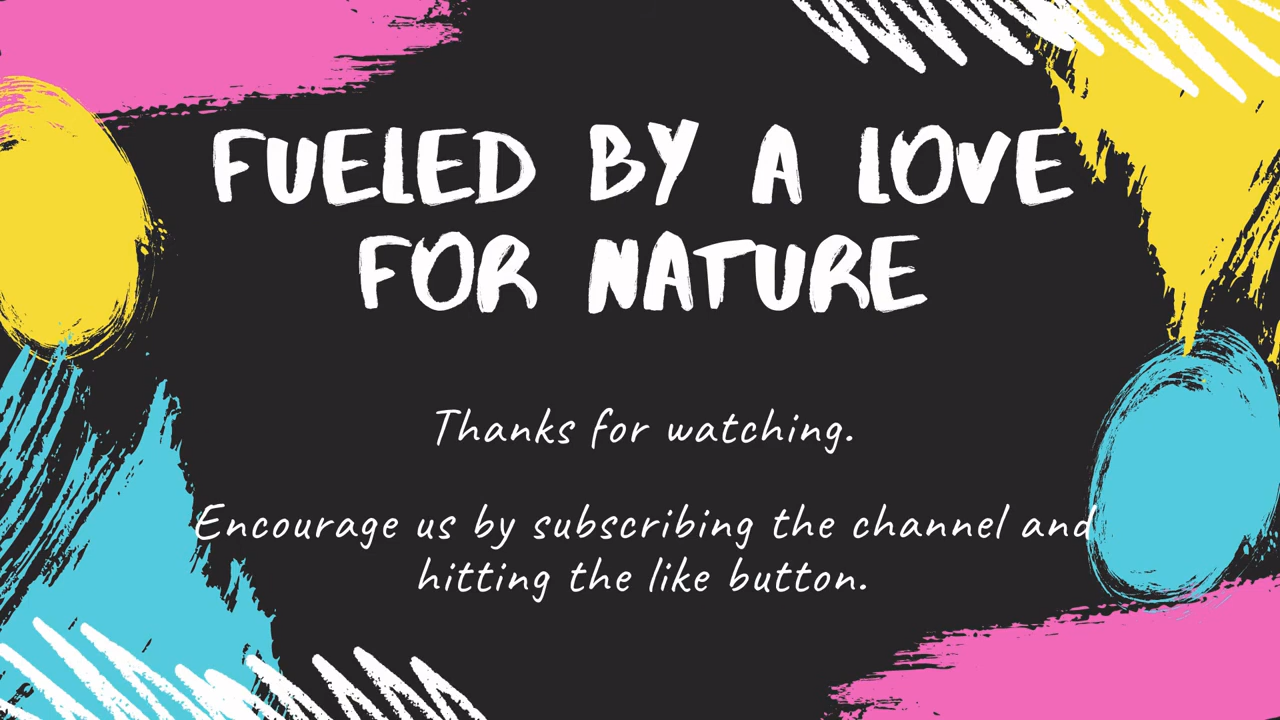 FUELED BY A LOVE
FOR NATURE
Thanks for watching.
Encourage us by subscribing the channel and
hitting the like button.